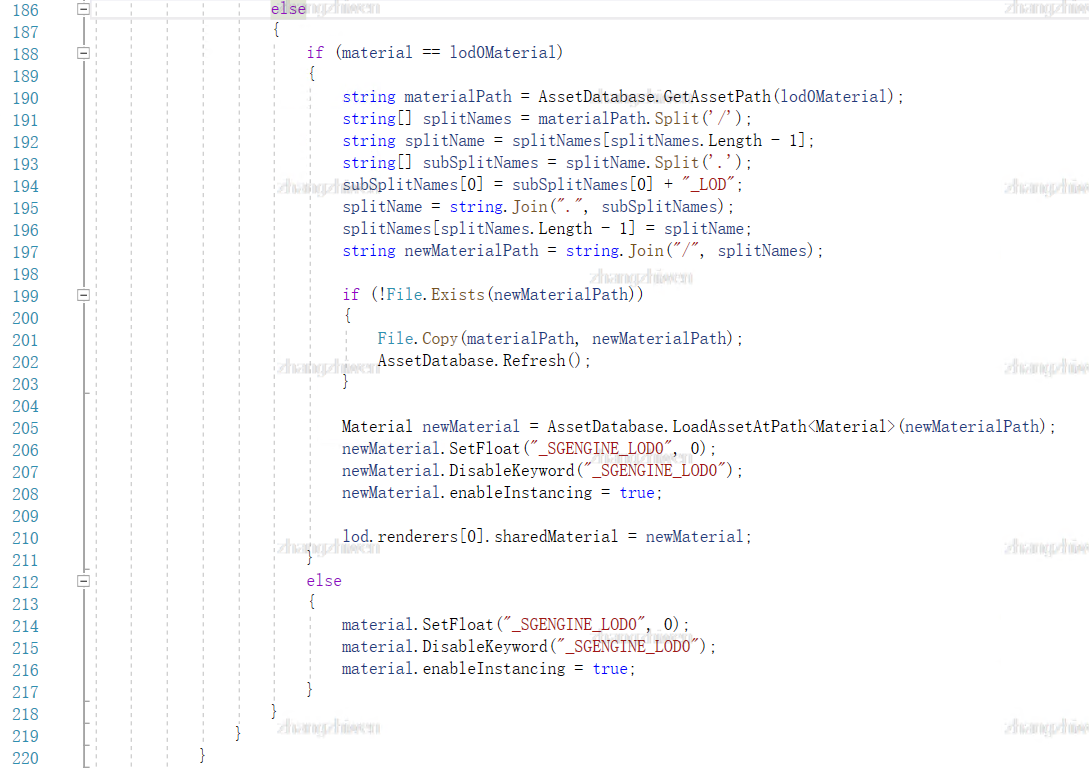 186 else
187 {
188 if (material == lod0Material)
189 {
190 string materialPath = AssetDatabase.GetAssetPath(lod0Material);
191 string[] splitNames = materialPath.Split('/');
192 string splitName = splitNames[splitNames.Length - 1];
193 string[] subSplitNames = splitName.Split('.');
194 subSplitNames[0] = subSplitNames[0] + "_LOD";
195 splitName = string.Join(".", subSplitNames);
196 splitNames[splitNames.Length - 1] = splitName;
197 string newMaterialPath = string.Join("/", splitNames);
198
199 if (!File.Exists(newMaterialPath))
200 {
201 File.Copy(materialPath, newMaterialPath);
202 AssetDatabase.Refresh();
203 }
204
205 Material newMaterial = AssetDatabase.LoadAssetAtPath<Material>(newMaterialPath);
206 newMaterial.SetFloat("_SGENGINE_LOD0", 0);
207 newMaterial.DisableKeyword("_SGENGINE_LOD0");
208 newMaterial.enableInstancing = true;
209
210 lod.renderers[0].sharedMaterial = newMaterial;
211 }
212 else
213 {
214 material.SetFloat("_SGENGINE_LOD0", 0);
215 material.DisableKeyword("_SGENGINE_LOD0");
216 material.enableInstancing = true;
217 }
218 }
219 }
220 }